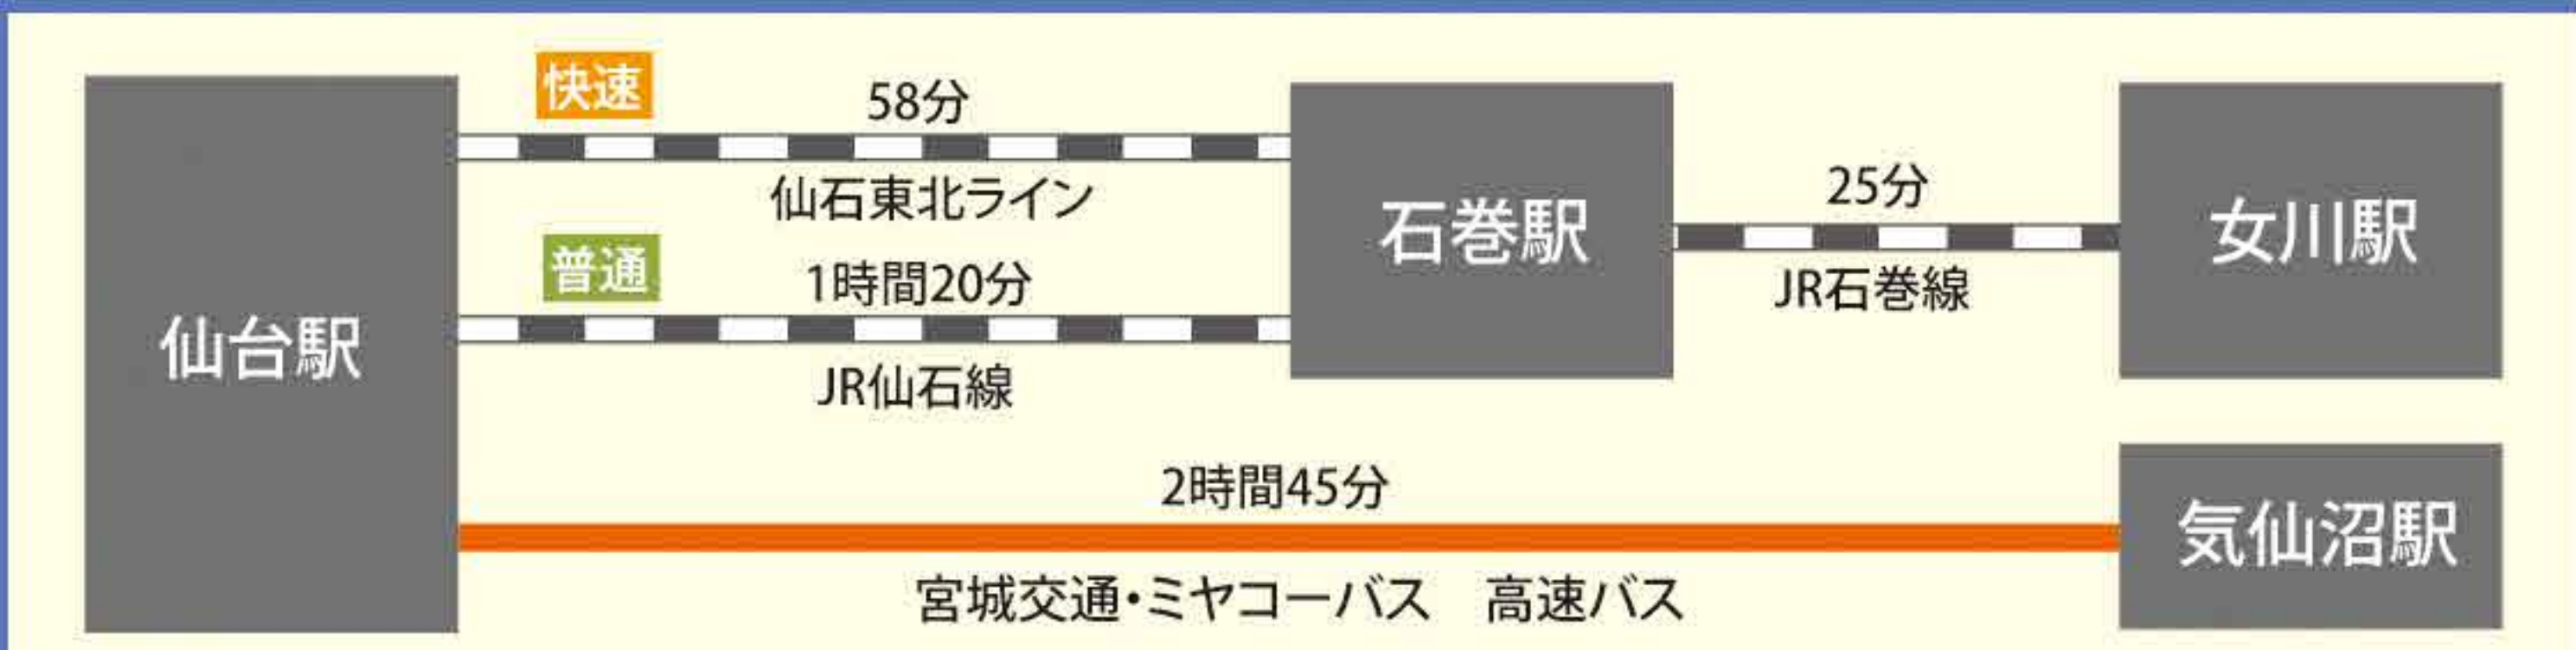 快速
58分
仙石東北ライン
普通
1時間20分
JR仙石線
仙台駅
石巻駅
25分
JR石巻線
女川駅
2時間45分
宮城交通・ミヤコーバス　高速バス
気仙沼駅